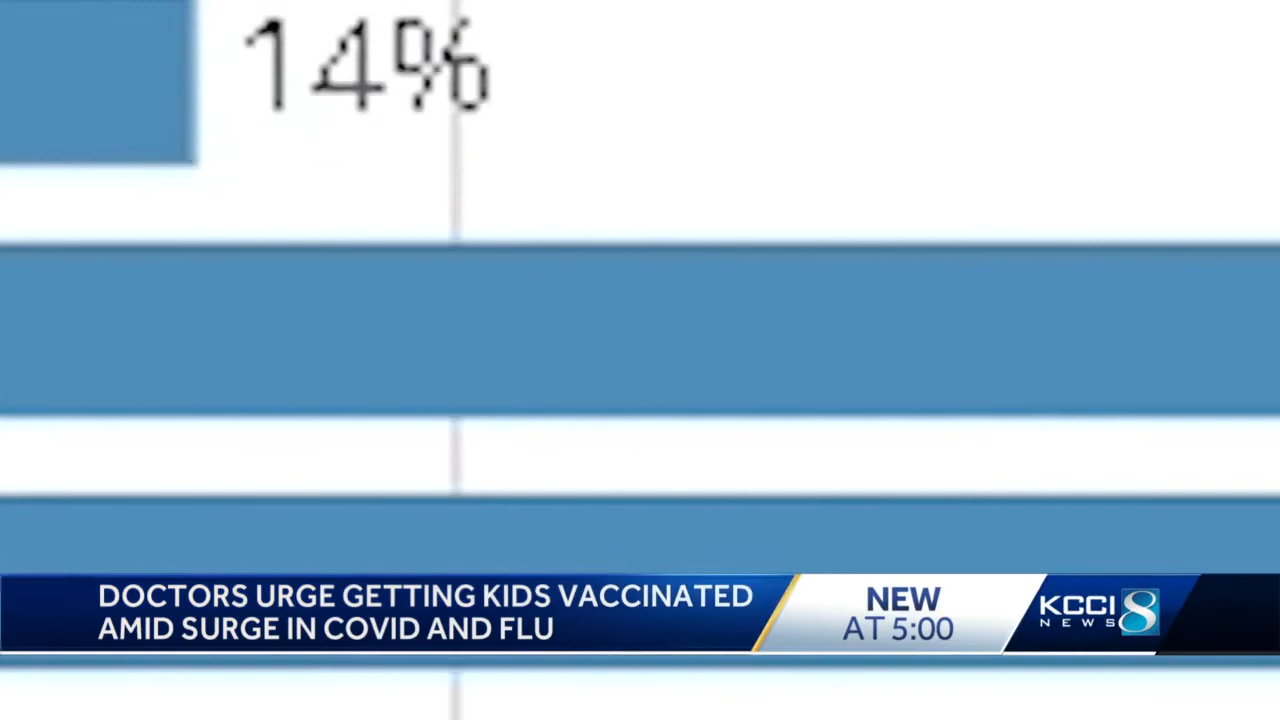 14%
DOCTORS URGE GETTING KIDS VACCINATED
AMID SURGE IN COVID AND FLU
NEW
AT 5:00
KCCI 8
NEWS